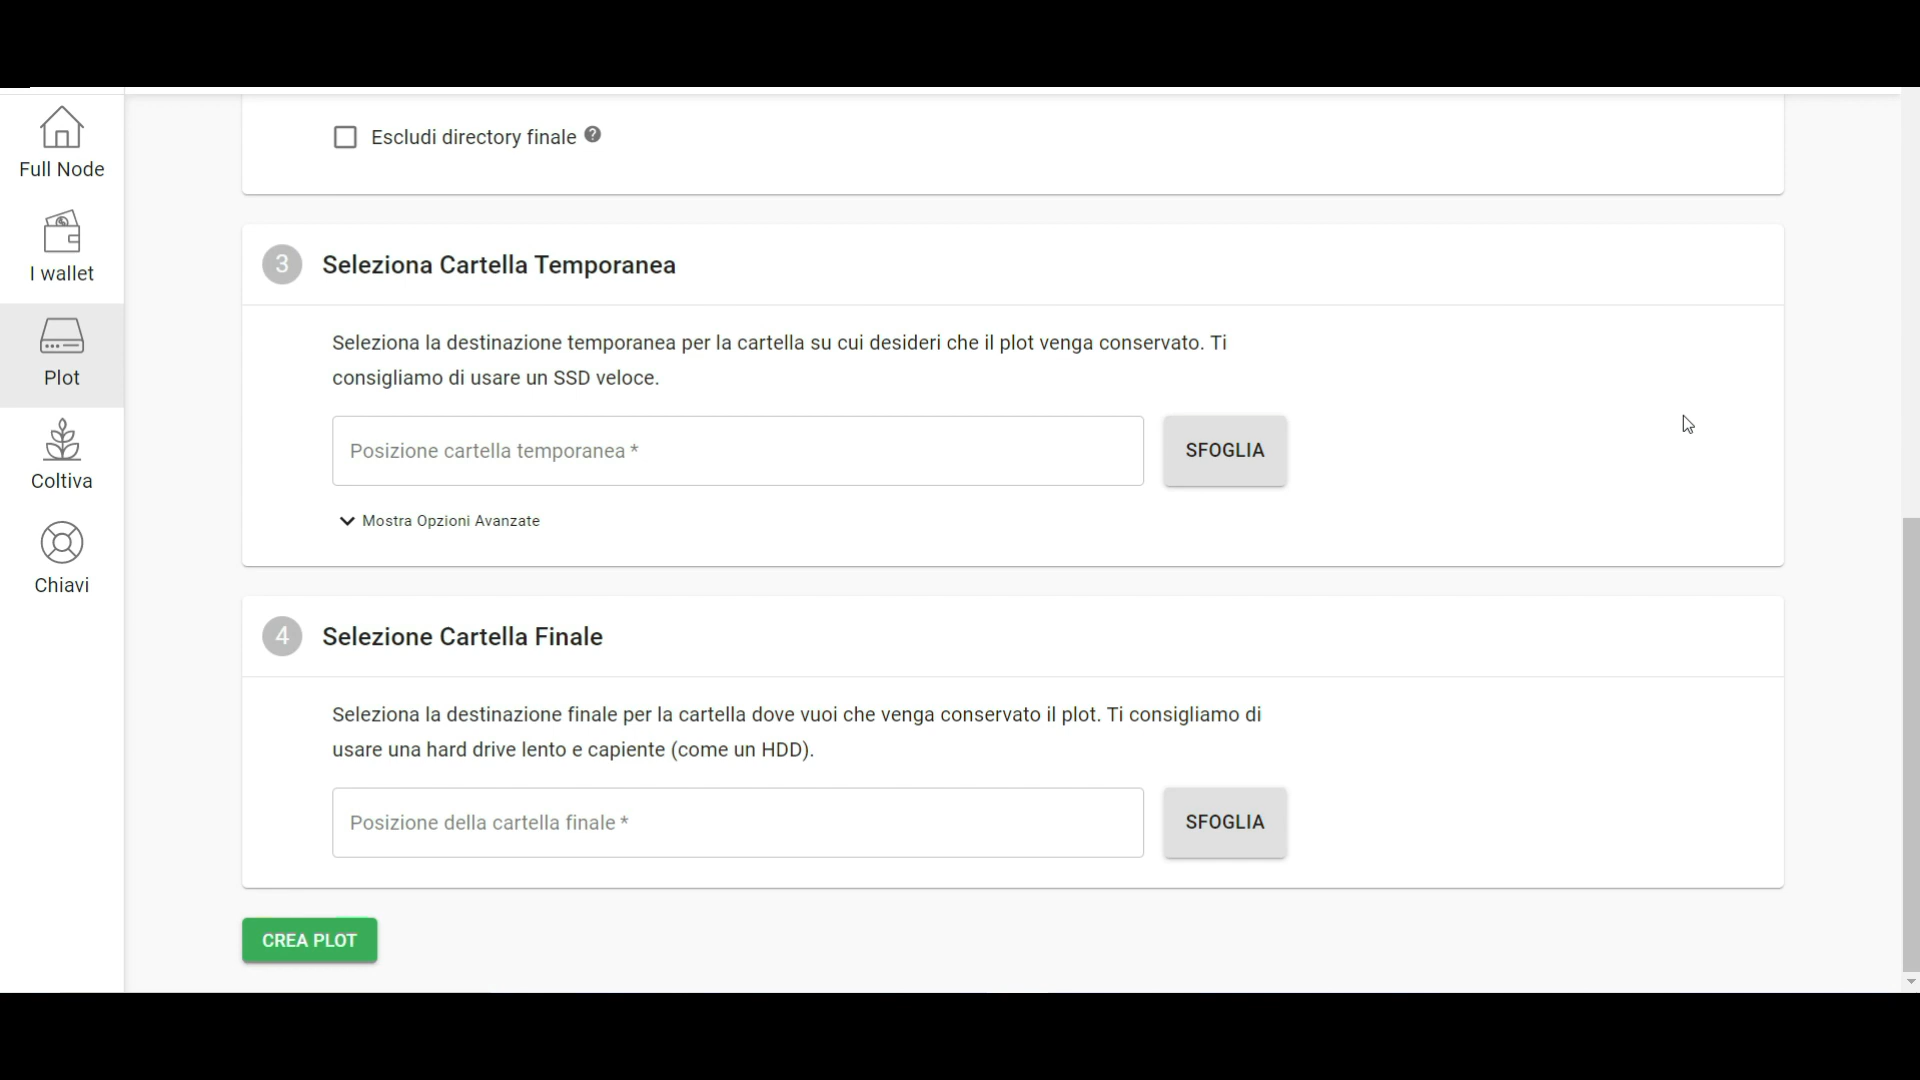 Full Node
I wallet
Plot
Coltiva
Chiavi
Escludi directory finale ?
3 Seleziona Cartella Temporanea
Seleziona la destinazione temporanea per la cartella su cui desideri che il plot venga conservato. Ti
consigliamo di usare un SSD veloce.
Posizione cartella temporanea * SFOGLIA
Mostra Opzioni Avanzate
4 Selezione Cartella Finale
Seleziona la destinazione finale per la cartella dove vuoi che venga conservato il plot. Ti consigliamo di
usare una hard drive lento e capiente (come un HDD).
Posizione della cartella finale * SFOGLIA
CREA PLOT